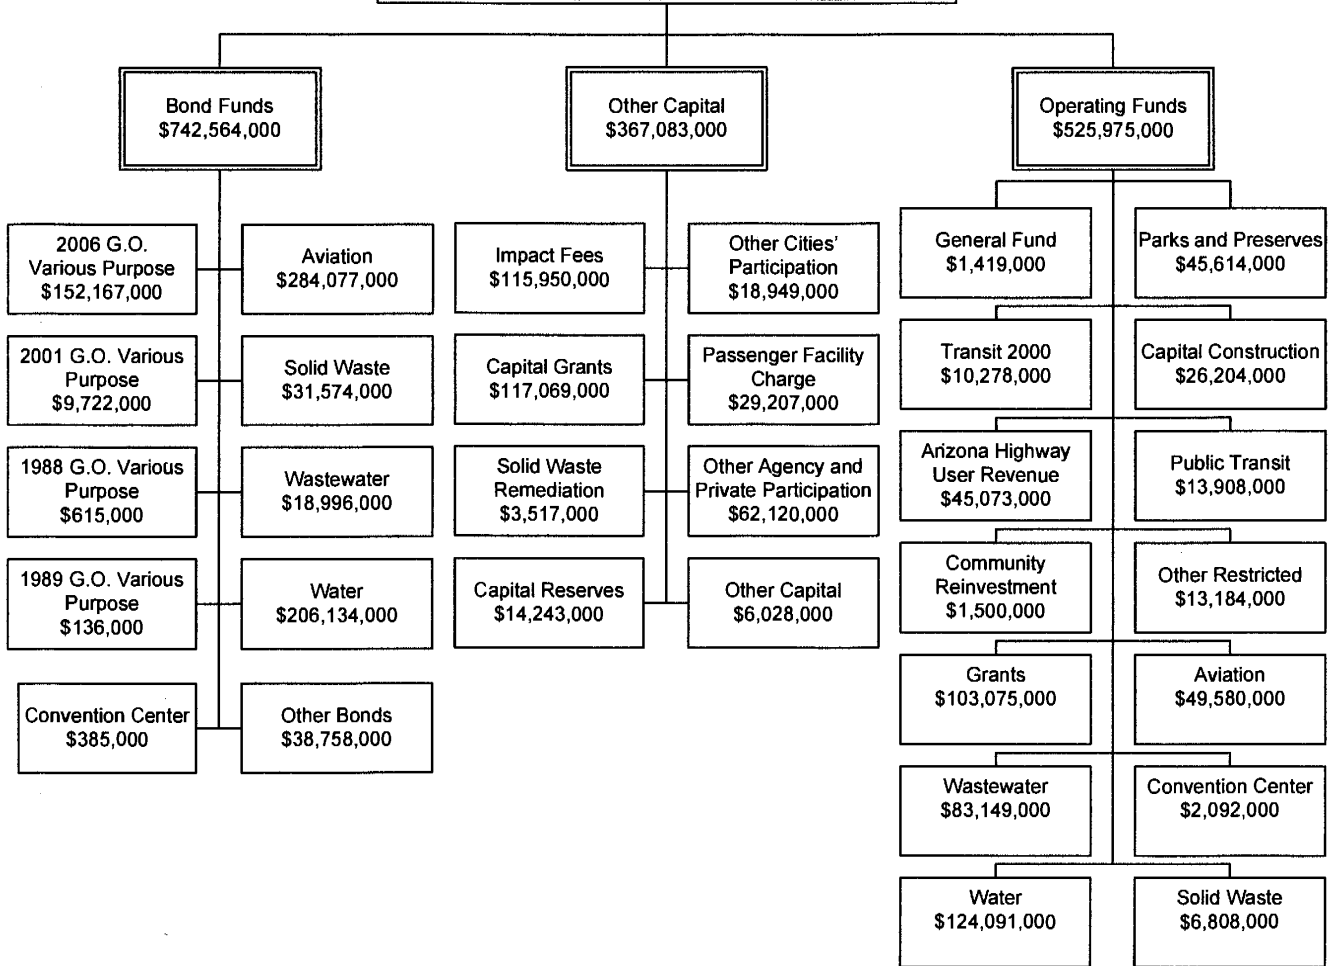 Bond Funds
$742,564,000
Other Capital
$367,083,000
Operating Funds
$525,975,000
2006 G.O.
Various Purpose
$152,167,000
Aviation
$284,077,000
2001 G.O. Various
Purpose
$9,722,000
Solid Waste
$31,574,000
1988 G.O. Various
Purpose
$615,000
Wastewater
$18,996,000
1989 G.O. Various
Purpose
$136,000
Water
$206,134,000
Convention Center
$385,000
Other Bonds
$38,758,000
Impact Fees
$115,950,000
Other Cities'
Participation
$18,949,000
Capital Grants
$117,069,000
Passenger Facility
Charge
$29,207,000
Solid Waste
Remediation
$3,517,000
Other Agency and
Private Participation
$62,120,000
Capital Reserves
$14,243,000
Other Capital
$6,028,000
General Fund
$1,419,000
Parks and Preserves
$45,614,000
Transit 2000
$10,278,000
Capital Construction
$26,204,000
Arizona Highway
User Revenue
$45,073,000
Public Transit
$13,908,000
Community
Reinvestment
$1,500,000
Other Restricted
$13,184,000
Grants
$103,075,000
Aviation
$49,580,000
Wastewater
$83,149,000
Convention Center
$2,092,000
Water
$124,091,000
Solid Waste
$6,808,000